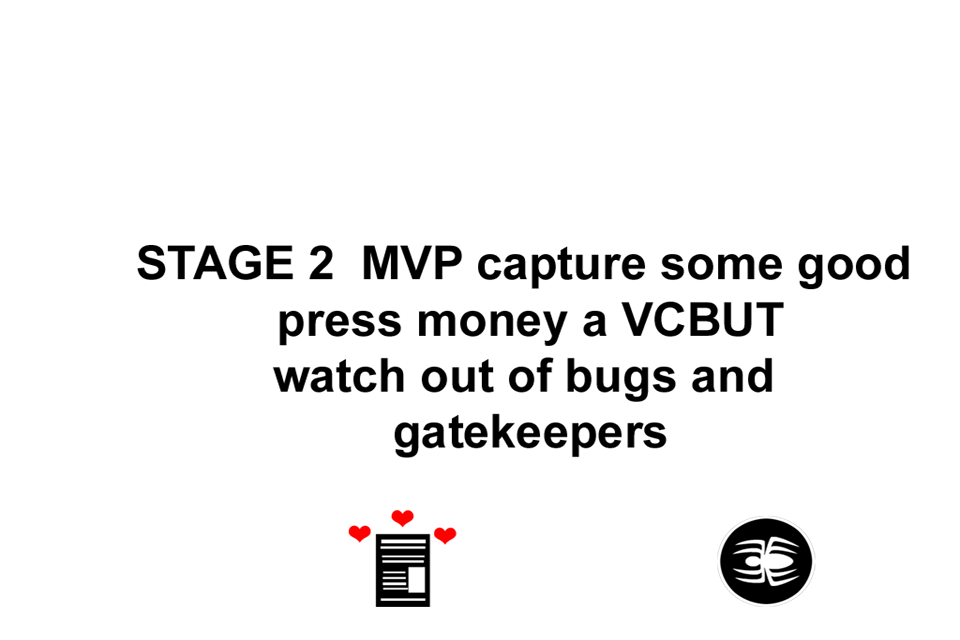 STAGE 2  MVP capture some good
press money a VCBUT
watch out of bugs and
gatekeepers